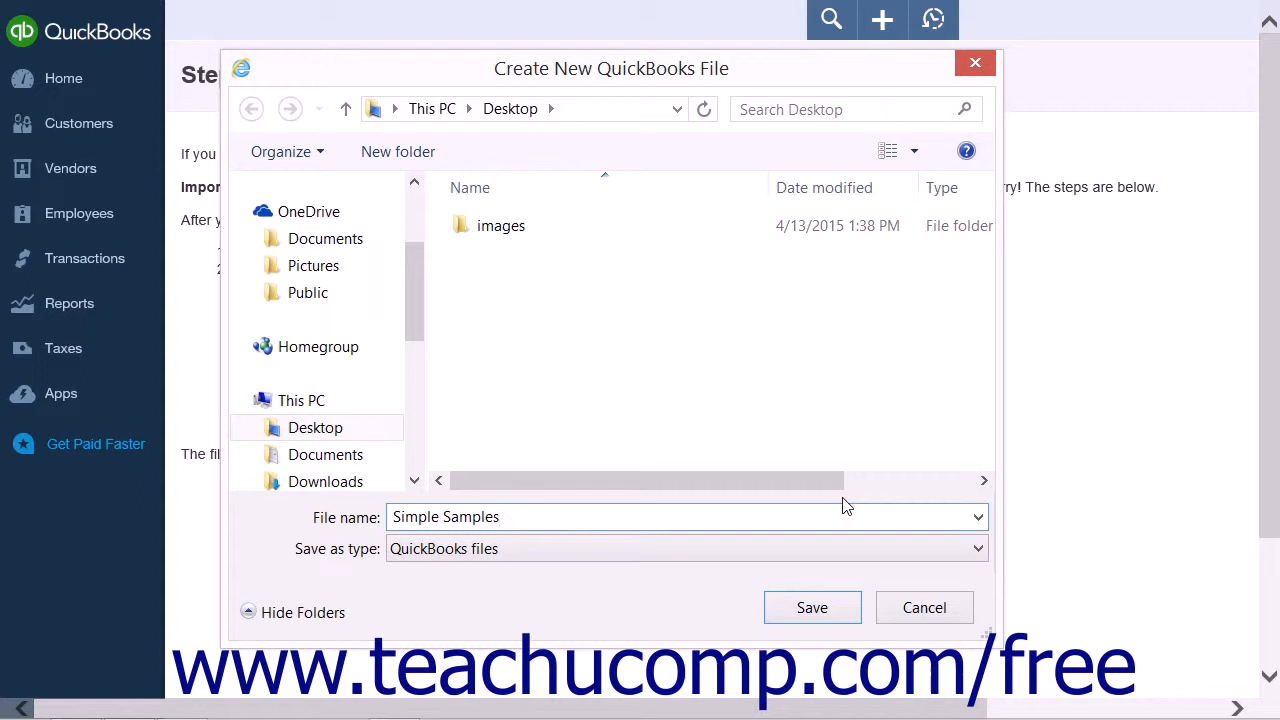 qb QuickBooks
Home
Customers
Vendors
Employees
Transactions
Reports
Taxes
Apps
Get Paid Faster
Ste
If you
Impor
ry! The steps are below.
After y
The fil
Create New QuickBooks File
This PC
Desktop
Search Desktop
Organize
New folder
Name
Date modified
Type
images
4/13/2015 1:38 PM
File folder
OneDrive
Documents
Pictures
Public
Homegroup
This PC
Desktop
Documents
Downloads
File name: Simple Samples
Save as type: QuickBooks files
Hide Folders
Save
Cancel
www.teachucomp.com/free